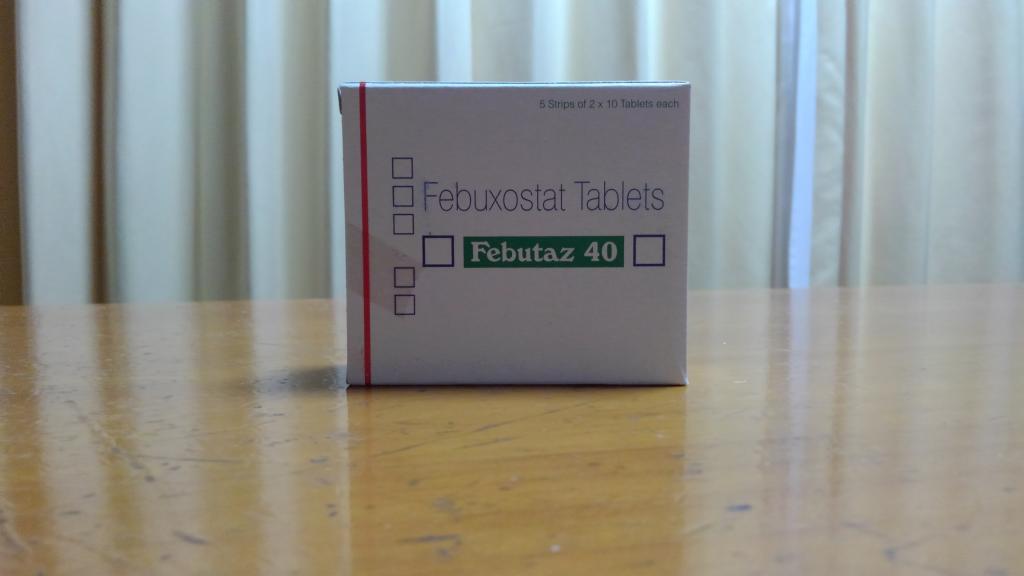 5 Strips of 2 x 10 Tablets each
Febuxostat Tablets
Febutaz 40